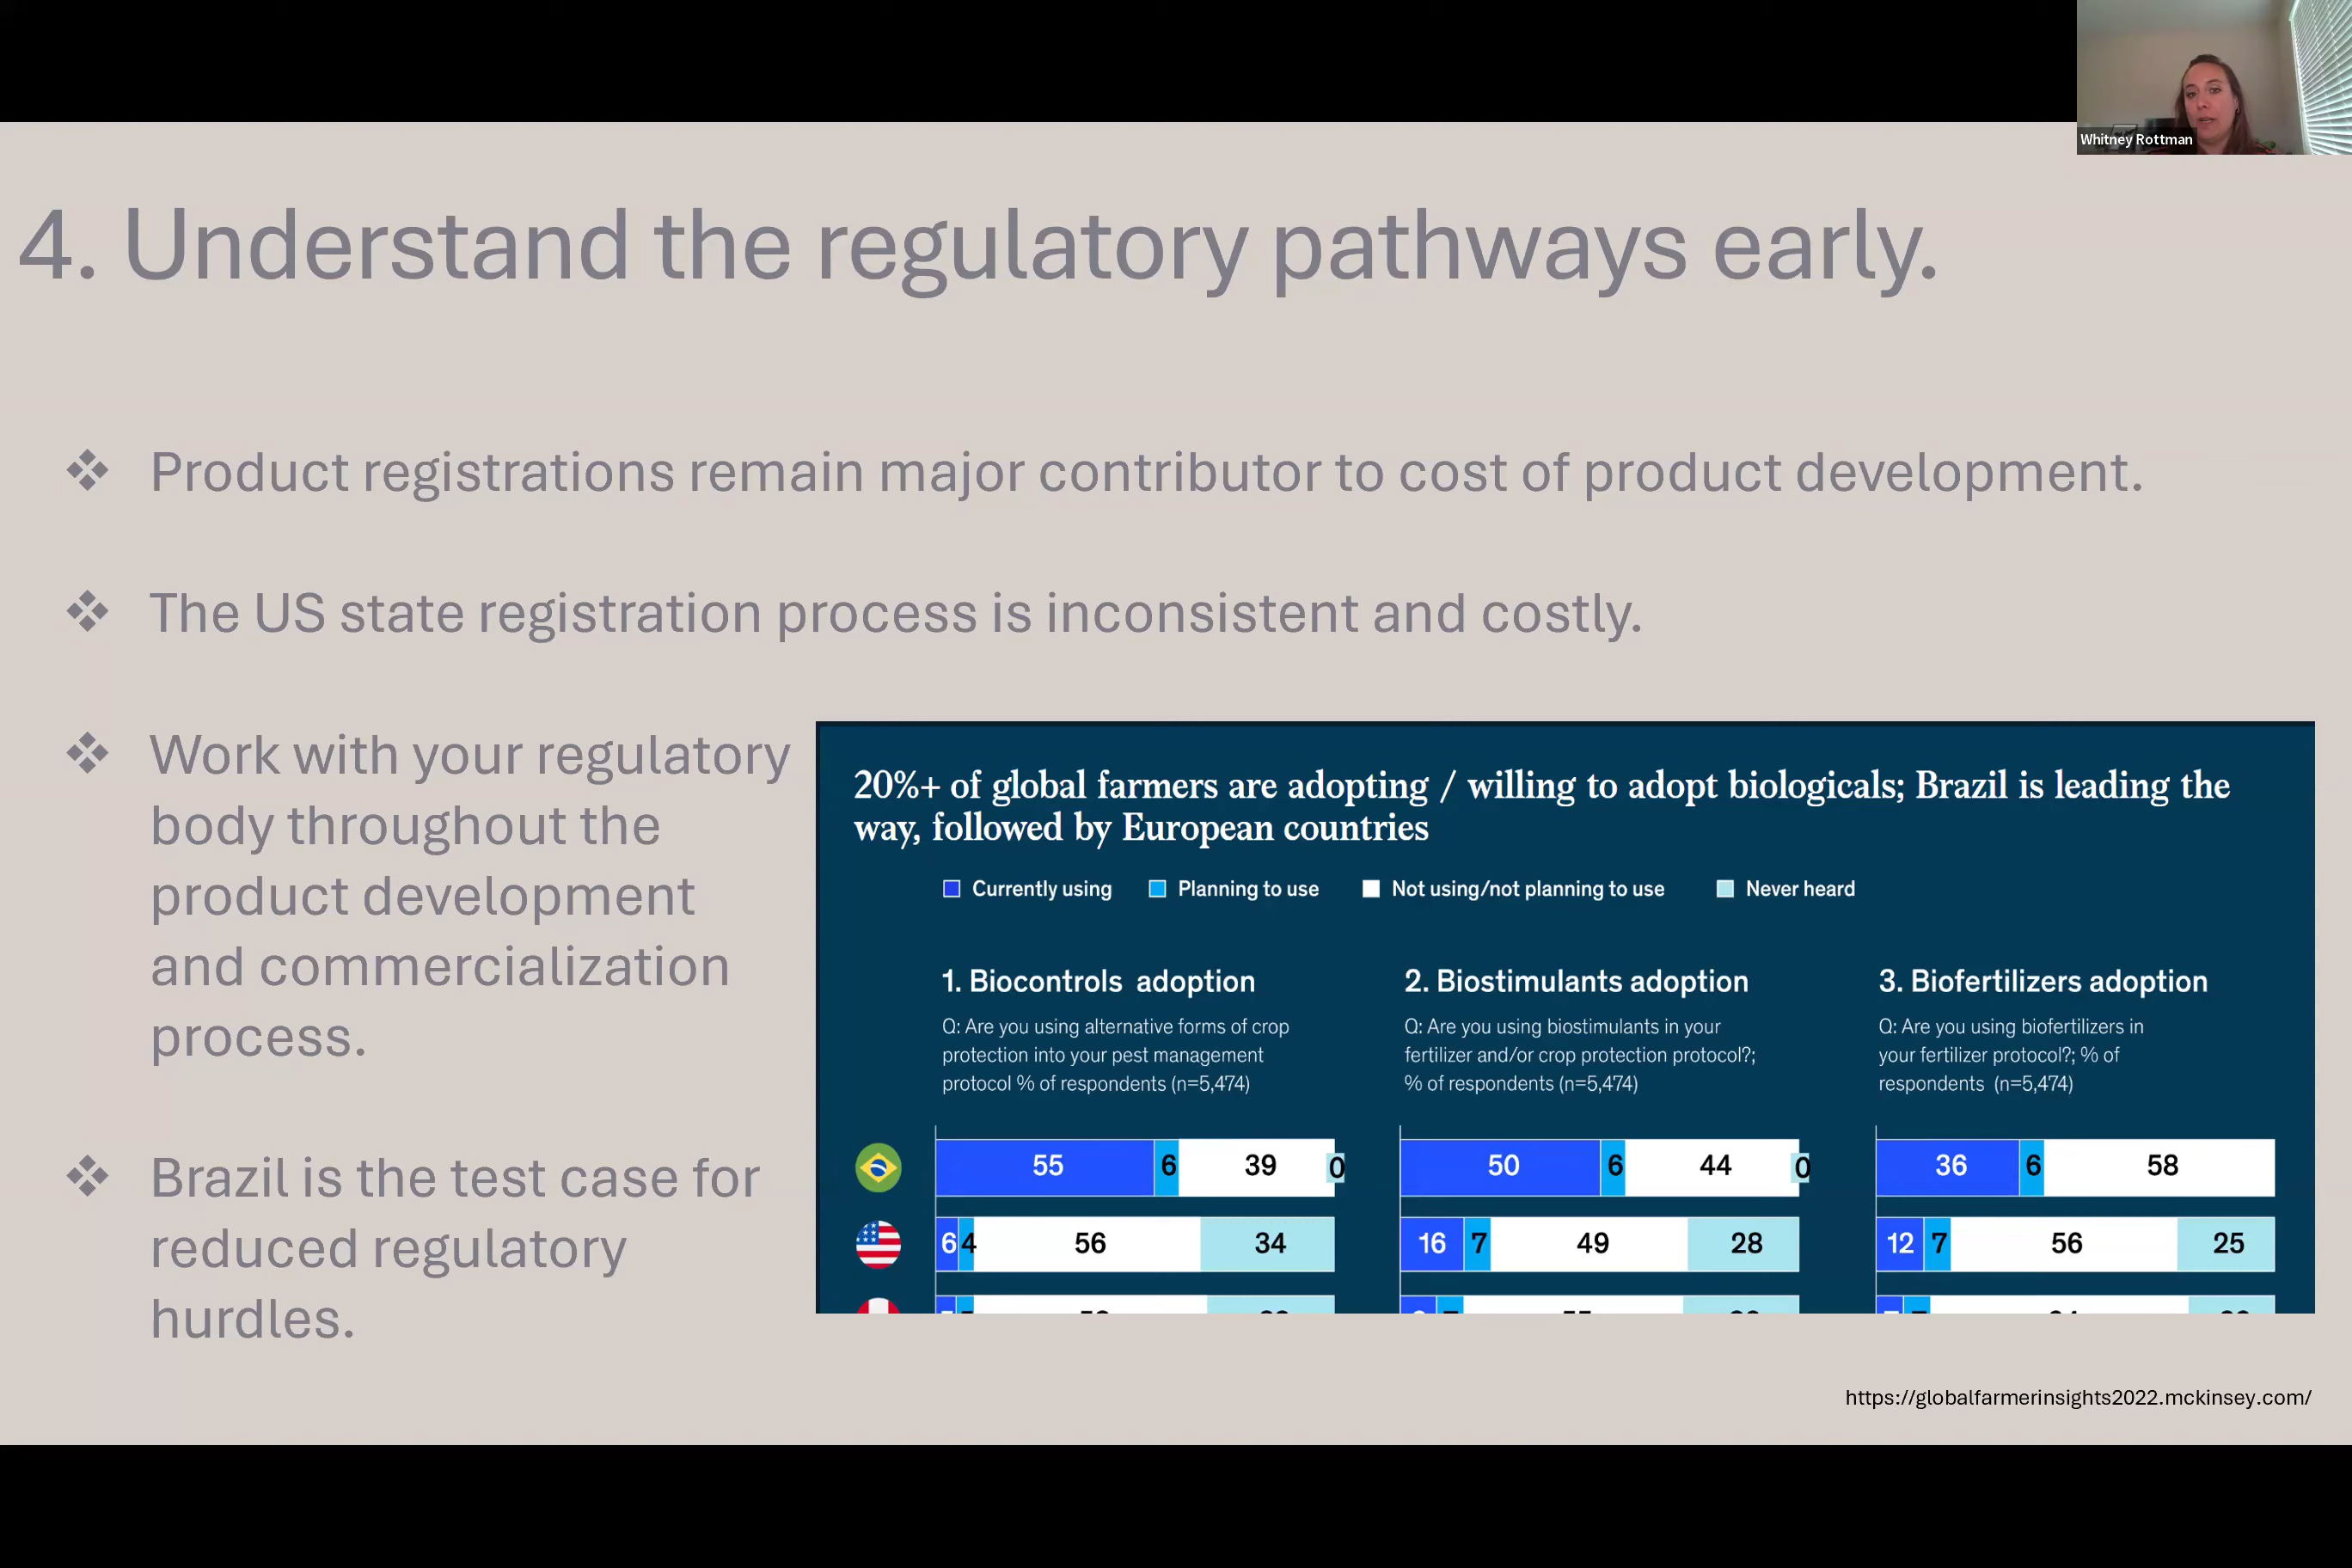 Whitney Rottman
4. Understand the regulatory pathways early.
Product registrations remain major contributor to cost of product development.
The US state registration process is inconsistent and costly.
Work with your regulatory
body throughout the
product development
and commercialization
process.
Brazil is the test case for
reduced regulatory
hurdles.
20%+ of global farmers are adopting / willing to adopt biologicals; Brazil is leading the
way, followed by European countries
Currently using Planning to use Not using/not planning to use Never heard
1. Biocontrols adoption
Q: Are you using alternative forms of crop
protection into your pest management
protocol % of respondents (n=5,474)
2. Biostimulants adoption
Q: Are you using biostimulants in your
fertilizer and/or crop protection protocol?;
% of respondents (n=5,474)
3. Biofertilizers adoption
Q: Are you using biofertilizers in
your fertilizer protocol?; % of
respondents (n=5,474)
55 6 39 0 50 6 44 0 36 6 58
6 4 56 34 16 7 49 28 12 7 56 25
https://globalfarmerinsights2022.mckinsey.com/